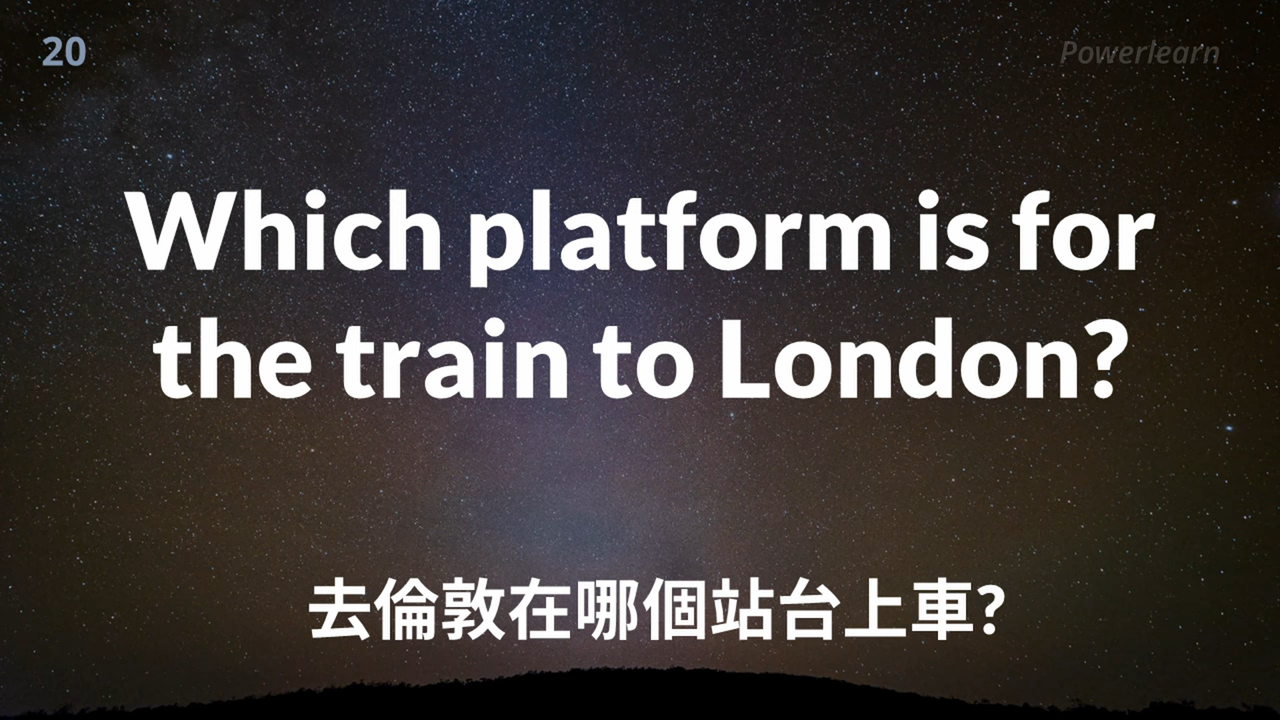 20
Powerlearn
Which platform is for
the train to London?
去倫敦在哪個站台上車?